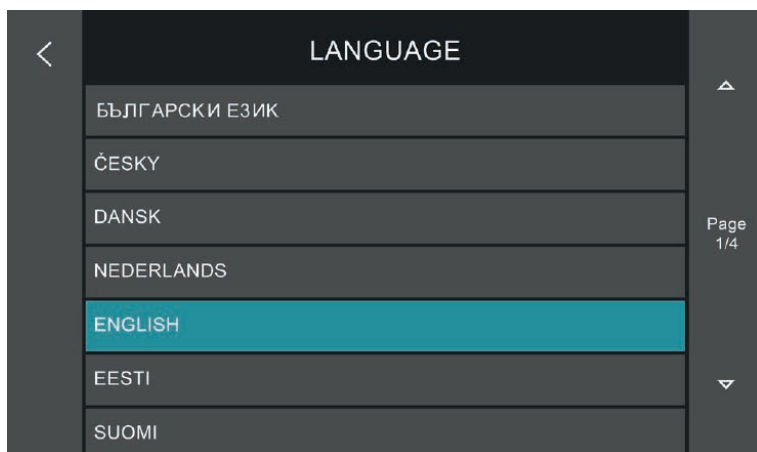 LANGUAGE
БЪЛГАРСКИ ЕЗИК
ČESKY
DANSK
NEDERLANDS
ENGLISH
EESTI
SUOMI
Page
1/4